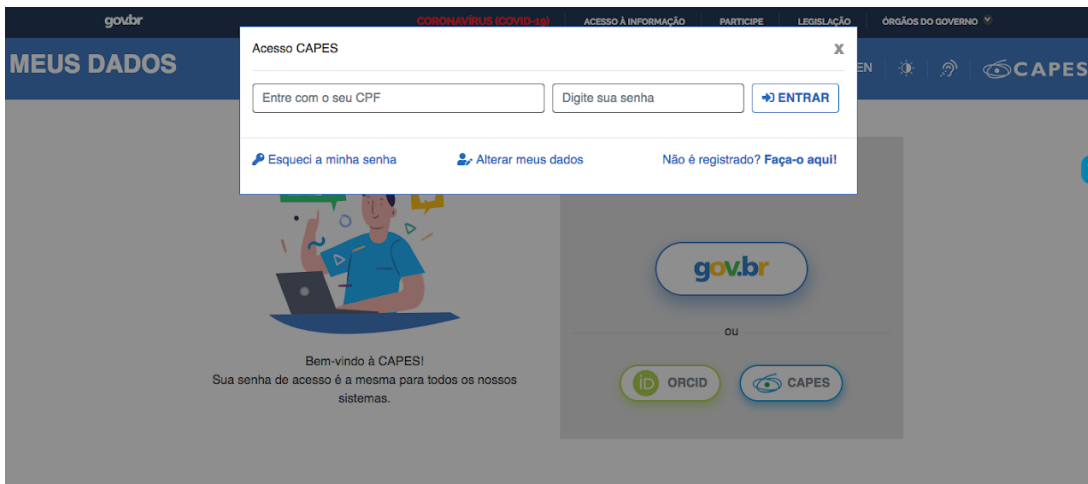 gov.br CORONAVÍRUS (COVID-19) ACESSO À INFORMAÇÃO PARTICIPE LEGISLAÇÃO ÓRGÃOS DO GOVERNO
MEUS DADOS
EN
CAPES
Acesso CAPES X
Entre com o seu CPF Digite sua senha ENTRAR
Esqueci a minha senha Alterar meus dados Não é registrado? Faça-o aqui!
gov.br
ou
iD ORCID CAPES
Bem-vindo à CAPES!
Sua senha de acesso é a mesma para todos os nossos
sistemas.